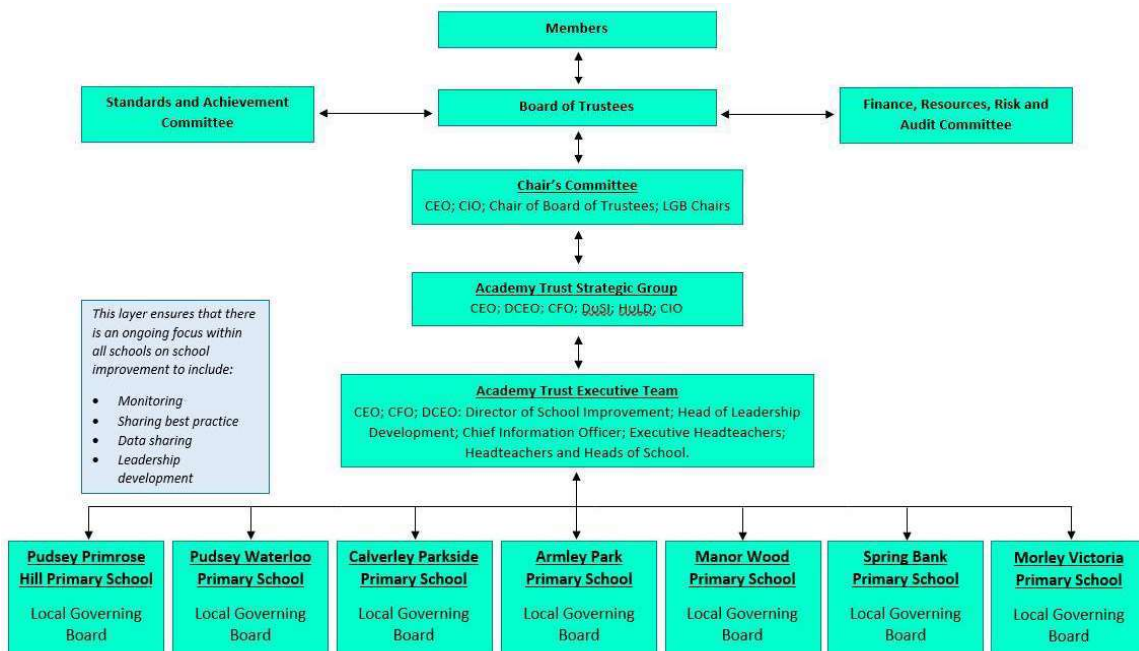 Members
Standards and Achievement
Committee
Board of Trustees
Finance, Resources, Risk and
Audit Committee
Chair's Committee
CEO; CIO; Chair of Board of Trustees; LGB Chairs
Academy Trust Strategic Group
CEO; DCEO; CFO; DoSI; HoLD; CIO
This layer ensures that there
is an ongoing focus within
all schools on school
improvement to include:
• Monitoring
• Sharing best practice
• Data sharing
• Leadership
development
Academy Trust Executive Team
CEO; CFO; DCEO: Director of School Improvement; Head of Leadership
Development; Chief Information Officer; Executive Headteachers;
Headteachers and Heads of School.
Pudsey Primrose
Hill Primary School
Local Governing
Board
Pudsey Waterloo
Primary School
Local Governing
Board
Calverley Parkside
Primary School
Local Governing
Board
Armley Park
Primary School
Local Governing
Board
Manor Wood
Primary School
Local Governing
Board
Spring Bank
Primary School
Local Governing
Board
Morley Victoria
Primary School
Local Governing
Board